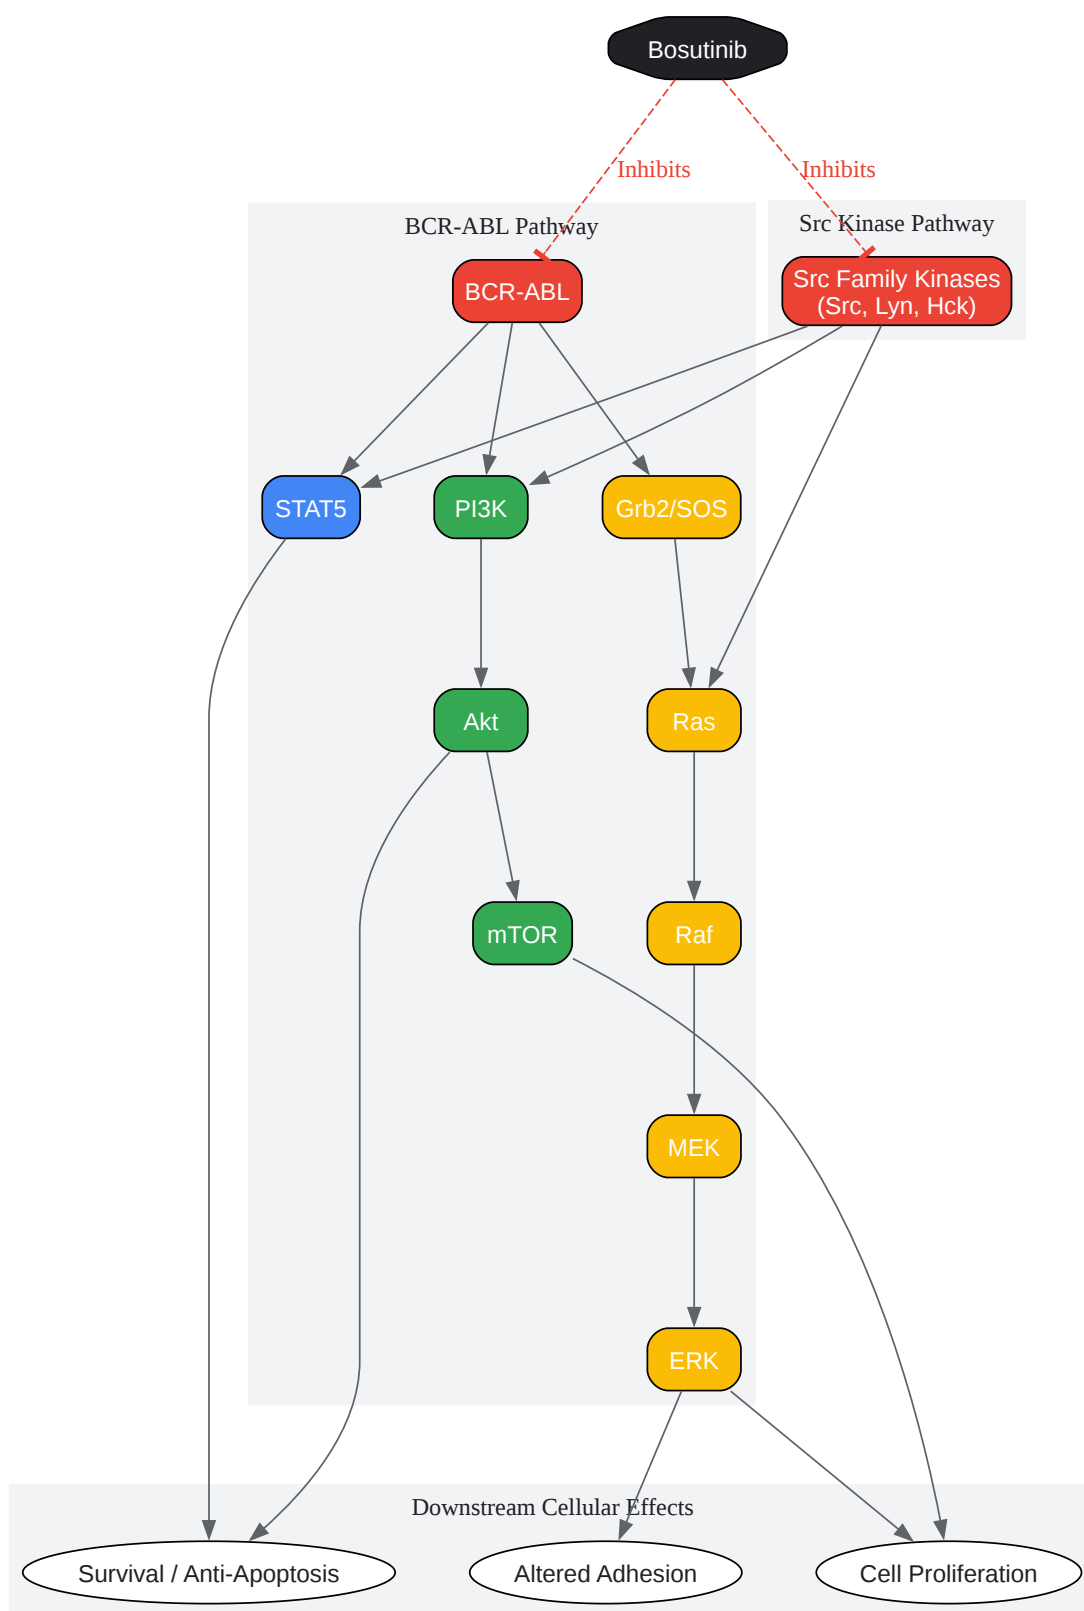 Bosutinib
Inhibits
Inhibits
BCR-ABL Pathway
Src Kinase Pathway
BCR-ABL
Src Family Kinases
(Src, Lyn, Hck)
STAT5
PI3K
Grb2/SOS
Akt
Ras
mTOR
Raf
MEK
ERK
Downstream Cellular Effects
Survival / Anti-Apoptosis
Altered Adhesion
Cell Proliferation